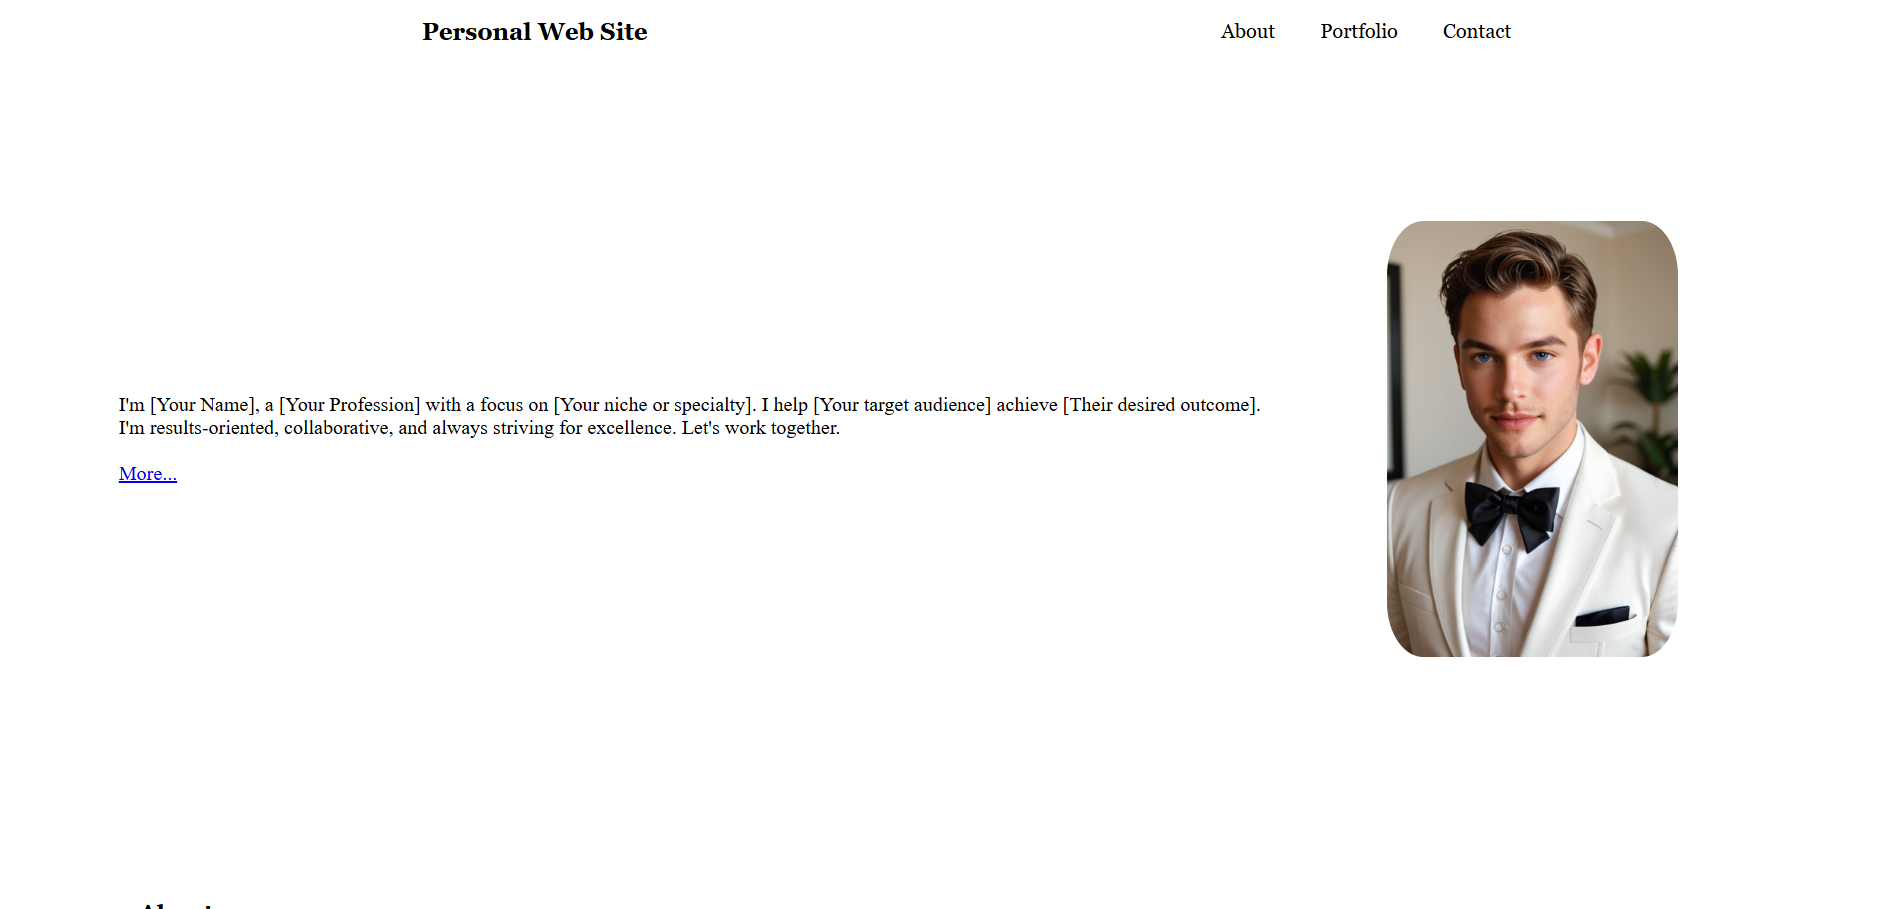 Personal Web Site
About Portfolio Contact
I'm [Your Name], a [Your Profession] with a focus on [Your niche or specialty]. I help [Your target audience] achieve [Their desired outcome].
I'm results-oriented, collaborative, and always striving for excellence. Let's work together.
More...